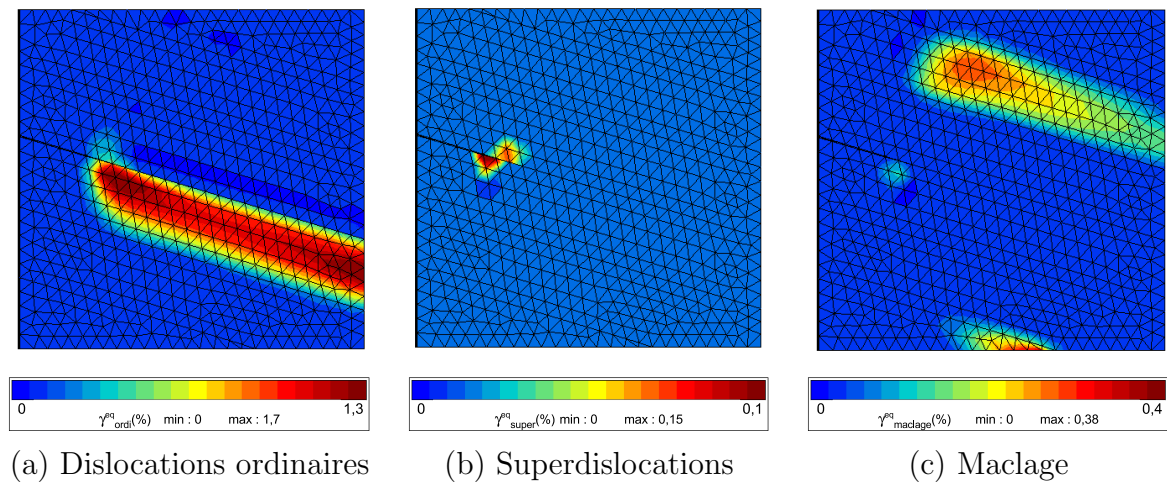 0 1,3
γ^eq_ordi(%) min : 0 max : 1,7
0 0,1
γ^eq_super(%) min : 0 max : 0,15
0 0,4
γ^eq_maclage(%) min : 0 max : 0,38
(a) Dislocations ordinaires
(b) Superdislocations
(c) Maclage